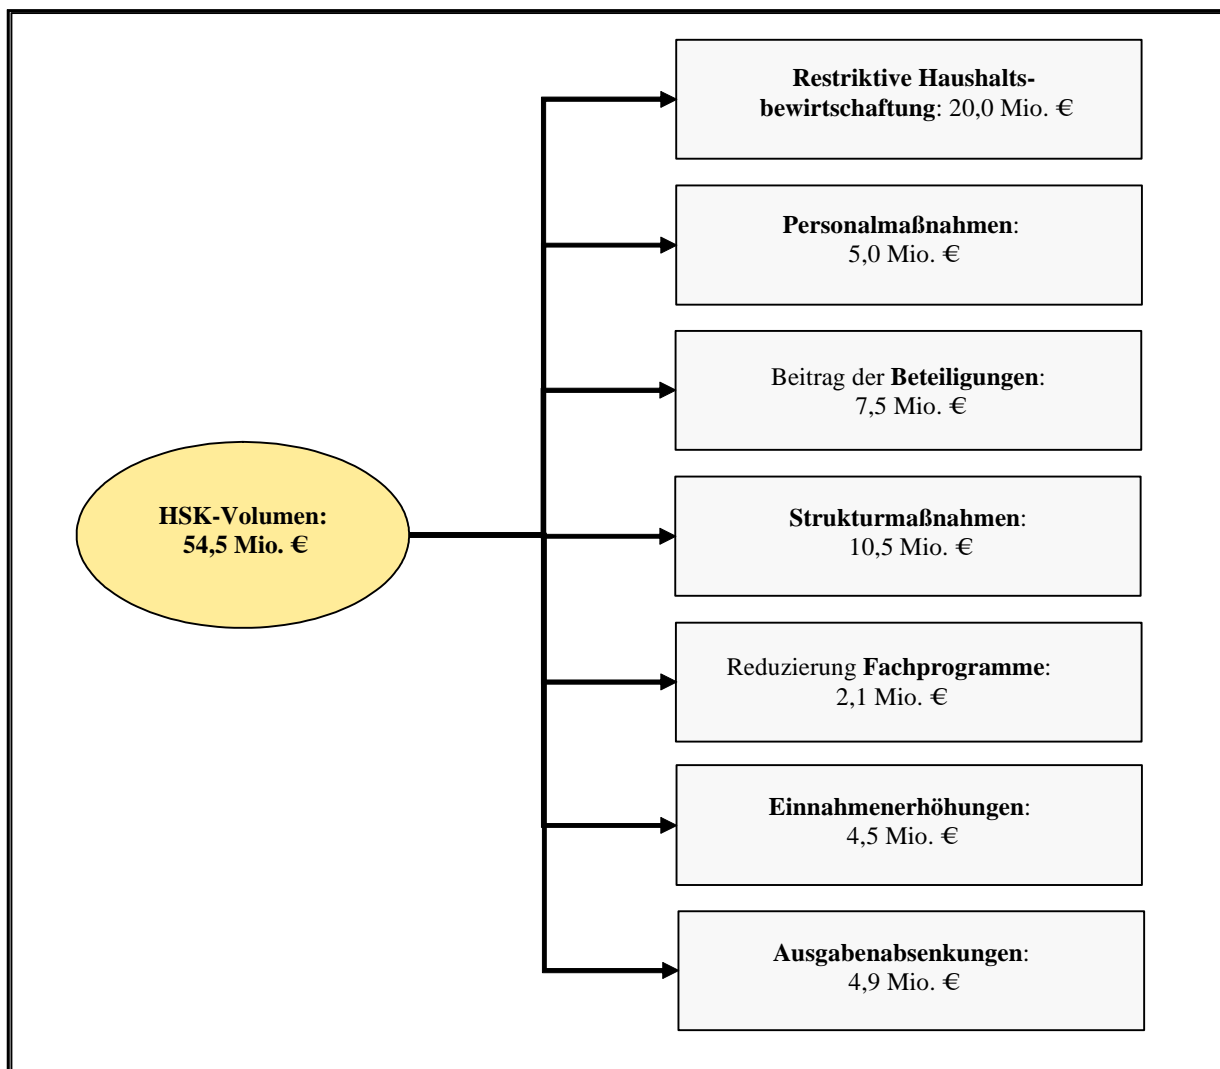 Restriktive Haushalts-
bewirtschaftung: 20,0 Mio. €
Personalmaßnahmen:
5,0 Mio. €
Beitrag der Beteiligungen:
7,5 Mio. €
HSK-Volumen:
54,5 Mio. €
Strukturmaßnahmen:
10,5 Mio. €
Reduzierung Fachprogramme:
2,1 Mio. €
Einnahmenerhöhungen:
4,5 Mio. €
Ausgabenabsenkungen:
4,9 Mio. €